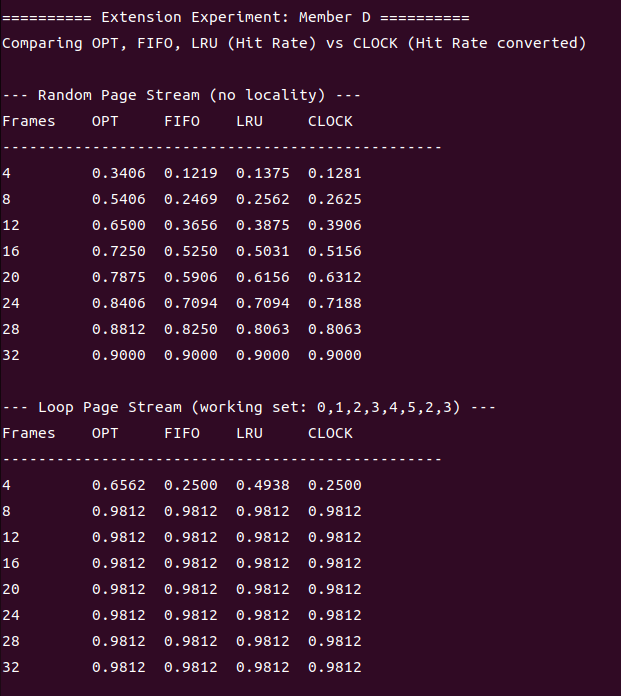 ========== Extension Experiment: Member D ==========
Comparing OPT, FIFO, LRU (Hit Rate) vs CLOCK (Hit Rate converted)
--- Random Page Stream (no locality) ---
Frames    OPT     FIFO    LRU     CLOCK
-------------------------------------------------
4         0.3406  0.1219  0.1375  0.1281
8         0.5406  0.2469  0.2562  0.2625
12        0.6500  0.3656  0.3875  0.3906
16        0.7250  0.5250  0.5031  0.5156
20        0.7875  0.5906  0.6156  0.6312
24        0.8406  0.7094  0.7094  0.7188
28        0.8812  0.8250  0.8063  0.8063
32        0.9000  0.9000  0.9000  0.9000
--- Loop Page Stream (working set: 0,1,2,3,4,5,2,3) ---
Frames    OPT     FIFO    LRU     CLOCK
-------------------------------------------------
4         0.6562  0.2500  0.4938  0.2500
8         0.9812  0.9812  0.9812  0.9812
12        0.9812  0.9812  0.9812  0.9812
16        0.9812  0.9812  0.9812  0.9812
20        0.9812  0.9812  0.9812  0.9812
24        0.9812  0.9812  0.9812  0.9812
28        0.9812  0.9812  0.9812  0.9812
32        0.9812  0.9812  0.9812  0.9812